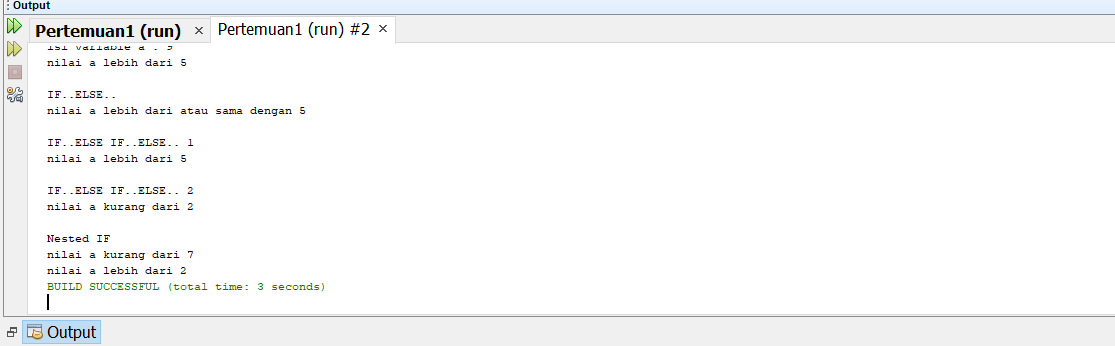 Output
Pertemuan1 (run) × Pertemuan1 (run) #2 ×
isi variable a : 9
nilai a lebih dari 5
IF..ELSE..
nilai a lebih dari atau sama dengan 5
IF..ELSE IF..ELSE.. 1
nilai a lebih dari 5
IF..ELSE IF..ELSE.. 2
nilai a kurang dari 2
Nested IF
nilai a kurang dari 7
nilai a lebih dari 2
BUILD SUCCESSFUL (total time: 3 seconds)
Output